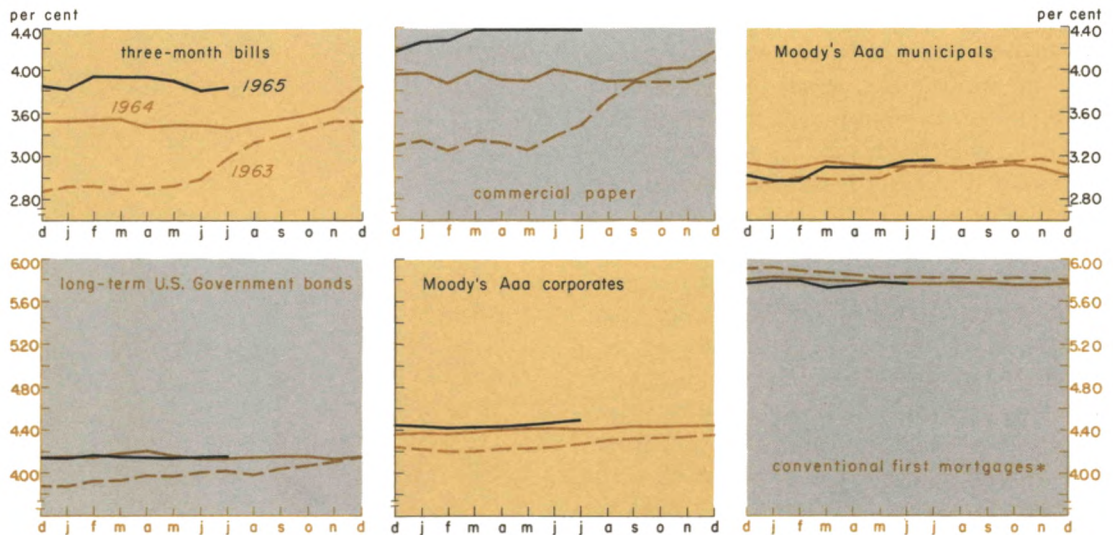 per cent per cent
4.40 three-month bills Moody's Aaa municipals 4.40
4.00 1965 4.00
1964
3.60 3.60
3.00 1963 3.20
2.80 commercial paper 2.80
d j f m a m j j a s o n d d j f m a m j j a s o n d d j f m a m j j a s o n d
6.00 long-term U.S. Government bonds Moody's Aaa corporates 6.00
5.60 5.60
5.20 5.20
4.80 4.80
4.40 4.40
4.00 conventional first mortgages* 4.00
d j f m a m j j a s o n d d j f m a m j j a s o n d d j f m a m j j a s o n d